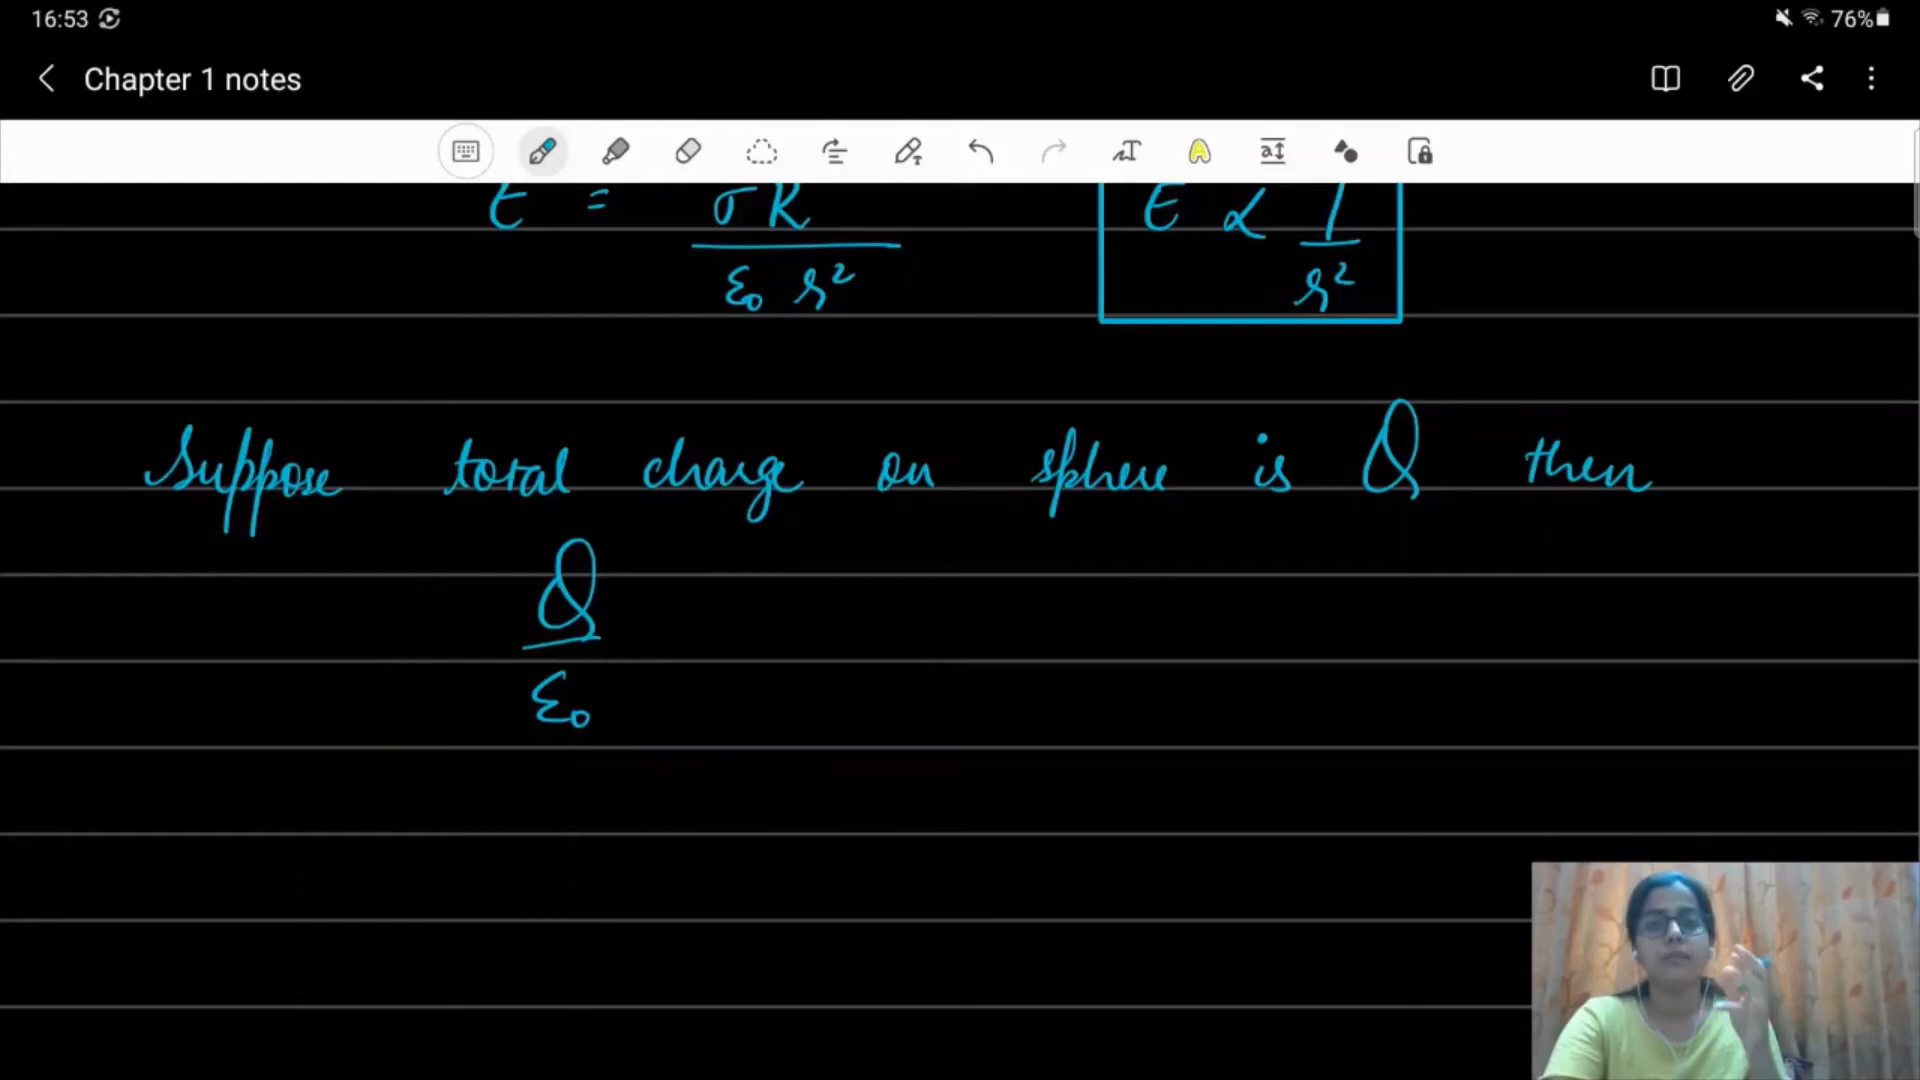 16:53 76%
Chapter 1 notes
E = σR E ∝ 1
ε₀ r² r²
Suppose total charge on sphere is Q then
Q
ε₀